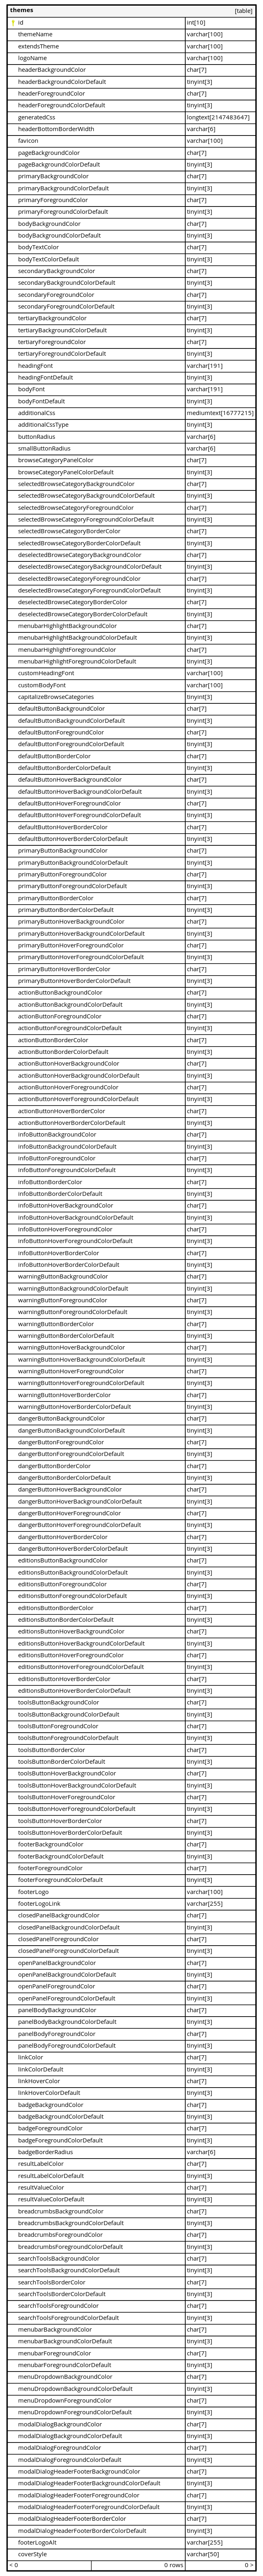 themes [table]
id int[10]
themeName varchar[100]
extendsTheme varchar[100]
logoName varchar[100]
headerBackgroundColor char[7]
headerBackgroundColorDefault tinyint[3]
headerForegroundColor char[7]
headerForegroundColorDefault tinyint[3]
generatedCss longtext[2147483647]
headerBottomBorderWidth varchar[6]
favicon varchar[100]
pageBackgroundColor char[7]
pageBackgroundColorDefault tinyint[3]
primaryBackgroundColor char[7]
primaryBackgroundColorDefault tinyint[3]
primaryForegroundColor char[7]
primaryForegroundColorDefault tinyint[3]
bodyBackgroundColor char[7]
bodyBackgroundColorDefault tinyint[3]
bodyTextColor char[7]
bodyTextColorDefault tinyint[3]
secondaryBackgroundColor char[7]
secondaryBackgroundColorDefault tinyint[3]
secondaryForegroundColor char[7]
secondaryForegroundColorDefault tinyint[3]
tertiaryBackgroundColor char[7]
tertiaryBackgroundColorDefault tinyint[3]
tertiaryForegroundColor char[7]
tertiaryForegroundColorDefault tinyint[3]
headingFont varchar[191]
headingFontDefault tinyint[3]
bodyFont varchar[191]
bodyFontDefault tinyint[3]
additionalCss mediumtext[16777215]
additionalCssType tinyint[3]
buttonRadius varchar[6]
smallButtonRadius varchar[6]
browseCategoryPanelColor char[7]
browseCategoryPanelColorDefault tinyint[3]
selectedBrowseCategoryBackgroundColor char[7]
selectedBrowseCategoryBackgroundColorDefault tinyint[3]
selectedBrowseCategoryForegroundColor char[7]
selectedBrowseCategoryForegroundColorDefault tinyint[3]
selectedBrowseCategoryBorderColor char[7]
selectedBrowseCategoryBorderColorDefault tinyint[3]
deselectedBrowseCategoryBackgroundColor char[7]
deselectedBrowseCategoryBackgroundColorDefault tinyint[3]
deselectedBrowseCategoryForegroundColor char[7]
deselectedBrowseCategoryForegroundColorDefault tinyint[3]
deselectedBrowseCategoryBorderColor char[7]
deselectedBrowseCategoryBorderColorDefault tinyint[3]
menubarHighlightBackgroundColor char[7]
menubarHighlightBackgroundColorDefault tinyint[3]
menubarHighlightForegroundColor char[7]
menubarHighlightForegroundColorDefault tinyint[3]
customHeadingFont varchar[100]
customBodyFont varchar[100]
capitalizeBrowseCategories tinyint[3]
defaultButtonBackgroundColor char[7]
defaultButtonBackgroundColorDefault tinyint[3]
defaultButtonForegroundColor char[7]
defaultButtonForegroundColorDefault tinyint[3]
defaultButtonBorderColor char[7]
defaultButtonBorderColorDefault tinyint[3]
defaultButtonHoverBackgroundColor char[7]
defaultButtonHoverBackgroundColorDefault tinyint[3]
defaultButtonHoverForegroundColor char[7]
defaultButtonHoverForegroundColorDefault tinyint[3]
defaultButtonHoverBorderColor char[7]
defaultButtonHoverBorderColorDefault tinyint[3]
primaryButtonBackgroundColor char[7]
primaryButtonBackgroundColorDefault tinyint[3]
primaryButtonForegroundColor char[7]
primaryButtonForegroundColorDefault tinyint[3]
primaryButtonBorderColor char[7]
primaryButtonBorderColorDefault tinyint[3]
primaryButtonHoverBackgroundColor char[7]
primaryButtonHoverBackgroundColorDefault tinyint[3]
primaryButtonHoverForegroundColor char[7]
primaryButtonHoverForegroundColorDefault tinyint[3]
primaryButtonHoverBorderColor char[7]
primaryButtonHoverBorderColorDefault tinyint[3]
actionButtonBackgroundColor char[7]
actionButtonBackgroundColorDefault tinyint[3]
actionButtonForegroundColor char[7]
actionButtonForegroundColorDefault tinyint[3]
actionButtonBorderColor char[7]
actionButtonBorderColorDefault tinyint[3]
actionButtonHoverBackgroundColor char[7]
actionButtonHoverBackgroundColorDefault tinyint[3]
actionButtonHoverForegroundColor char[7]
actionButtonHoverForegroundColorDefault tinyint[3]
actionButtonHoverBorderColor char[7]
actionButtonHoverBorderColorDefault tinyint[3]
infoButtonBackgroundColor char[7]
infoButtonBackgroundColorDefault tinyint[3]
infoButtonForegroundColor char[7]
infoButtonForegroundColorDefault tinyint[3]
infoButtonBorderColor char[7]
infoButtonBorderColorDefault tinyint[3]
infoButtonHoverBackgroundColor char[7]
infoButtonHoverBackgroundColorDefault tinyint[3]
infoButtonHoverForegroundColor char[7]
infoButtonHoverForegroundColorDefault tinyint[3]
infoButtonHoverBorderColor char[7]
infoButtonHoverBorderColorDefault tinyint[3]
warningButtonBackgroundColor char[7]
warningButtonBackgroundColorDefault tinyint[3]
warningButtonForegroundColor char[7]
warningButtonForegroundColorDefault tinyint[3]
warningButtonBorderColor char[7]
warningButtonBorderColorDefault tinyint[3]
warningButtonHoverBackgroundColor char[7]
warningButtonHoverBackgroundColorDefault tinyint[3]
warningButtonHoverForegroundColor char[7]
warningButtonHoverForegroundColorDefault tinyint[3]
warningButtonHoverBorderColor char[7]
warningButtonHoverBorderColorDefault tinyint[3]
dangerButtonBackgroundColor char[7]
dangerButtonBackgroundColorDefault tinyint[3]
dangerButtonForegroundColor char[7]
dangerButtonForegroundColorDefault tinyint[3]
dangerButtonBorderColor char[7]
dangerButtonBorderColorDefault tinyint[3]
dangerButtonHoverBackgroundColor char[7]
dangerButtonHoverBackgroundColorDefault tinyint[3]
dangerButtonHoverForegroundColor char[7]
dangerButtonHoverForegroundColorDefault tinyint[3]
dangerButtonHoverBorderColor char[7]
dangerButtonHoverBorderColorDefault tinyint[3]
editionsButtonBackgroundColor char[7]
editionsButtonBackgroundColorDefault tinyint[3]
editionsButtonForegroundColor char[7]
editionsButtonForegroundColorDefault tinyint[3]
editionsButtonBorderColor char[7]
editionsButtonBorderColorDefault tinyint[3]
editionsButtonHoverBackgroundColor char[7]
editionsButtonHoverBackgroundColorDefault tinyint[3]
editionsButtonHoverForegroundColor char[7]
editionsButtonHoverForegroundColorDefault tinyint[3]
editionsButtonHoverBorderColor char[7]
editionsButtonHoverBorderColorDefault tinyint[3]
toolsButtonBackgroundColor char[7]
toolsButtonBackgroundColorDefault tinyint[3]
toolsButtonForegroundColor char[7]
toolsButtonForegroundColorDefault tinyint[3]
toolsButtonBorderColor char[7]
toolsButtonBorderColorDefault tinyint[3]
toolsButtonHoverBackgroundColor char[7]
toolsButtonHoverBackgroundColorDefault tinyint[3]
toolsButtonHoverForegroundColor char[7]
toolsButtonHoverForegroundColorDefault tinyint[3]
toolsButtonHoverBorderColor char[7]
toolsButtonHoverBorderColorDefault tinyint[3]
footerBackgroundColor char[7]
footerBackgroundColorDefault tinyint[3]
footerForegroundColor char[7]
footerForegroundColorDefault tinyint[3]
footerLogo varchar[100]
footerLogoLink varchar[255]
closedPanelBackgroundColor char[7]
closedPanelBackgroundColorDefault tinyint[3]
closedPanelForegroundColor char[7]
closedPanelForegroundColorDefault tinyint[3]
openPanelBackgroundColor char[7]
openPanelBackgroundColorDefault tinyint[3]
openPanelForegroundColor char[7]
openPanelForegroundColorDefault tinyint[3]
panelBodyBackgroundColor char[7]
panelBodyBackgroundColorDefault tinyint[3]
panelBodyForegroundColor char[7]
panelBodyForegroundColorDefault tinyint[3]
linkColor char[7]
linkColorDefault tinyint[3]
linkHoverColor char[7]
linkHoverColorDefault tinyint[3]
badgeBackgroundColor char[7]
badgeBackgroundColorDefault tinyint[3]
badgeForegroundColor char[7]
badgeForegroundColorDefault tinyint[3]
badgeBorderRadius varchar[6]
resultLabelColor char[7]
resultLabelColorDefault tinyint[3]
resultValueColor char[7]
resultValueColorDefault tinyint[3]
breadcrumbsBackgroundColor char[7]
breadcrumbsBackgroundColorDefault tinyint[3]
breadcrumbsForegroundColor char[7]
breadcrumbsForegroundColorDefault tinyint[3]
searchToolsBackgroundColor char[7]
searchToolsBackgroundColorDefault tinyint[3]
searchToolsBorderColor char[7]
searchToolsBorderColorDefault tinyint[3]
searchToolsForegroundColor char[7]
searchToolsForegroundColorDefault tinyint[3]
menubarBackgroundColor char[7]
menubarBackgroundColorDefault tinyint[3]
menubarForegroundColor char[7]
menubarForegroundColorDefault tinyint[3]
menuDropdownBackgroundColor char[7]
menuDropdownBackgroundColorDefault tinyint[3]
menuDropdownForegroundColor char[7]
menuDropdownForegroundColorDefault tinyint[3]
modalDialogBackgroundColor char[7]
modalDialogBackgroundColorDefault tinyint[3]
modalDialogForegroundColor char[7]
modalDialogForegroundColorDefault tinyint[3]
modalDialogHeaderFooterBackgroundColor char[7]
modalDialogHeaderFooterBackgroundColorDefault tinyint[3]
modalDialogHeaderFooterForegroundColor char[7]
modalDialogHeaderFooterForegroundColorDefault tinyint[3]
modalDialogHeaderFooterBorderColor char[7]
modalDialogHeaderFooterBorderColorDefault tinyint[3]
footerLogoAlt varchar[255]
coverStyle varchar[50]
< 0 0 rows 0 >